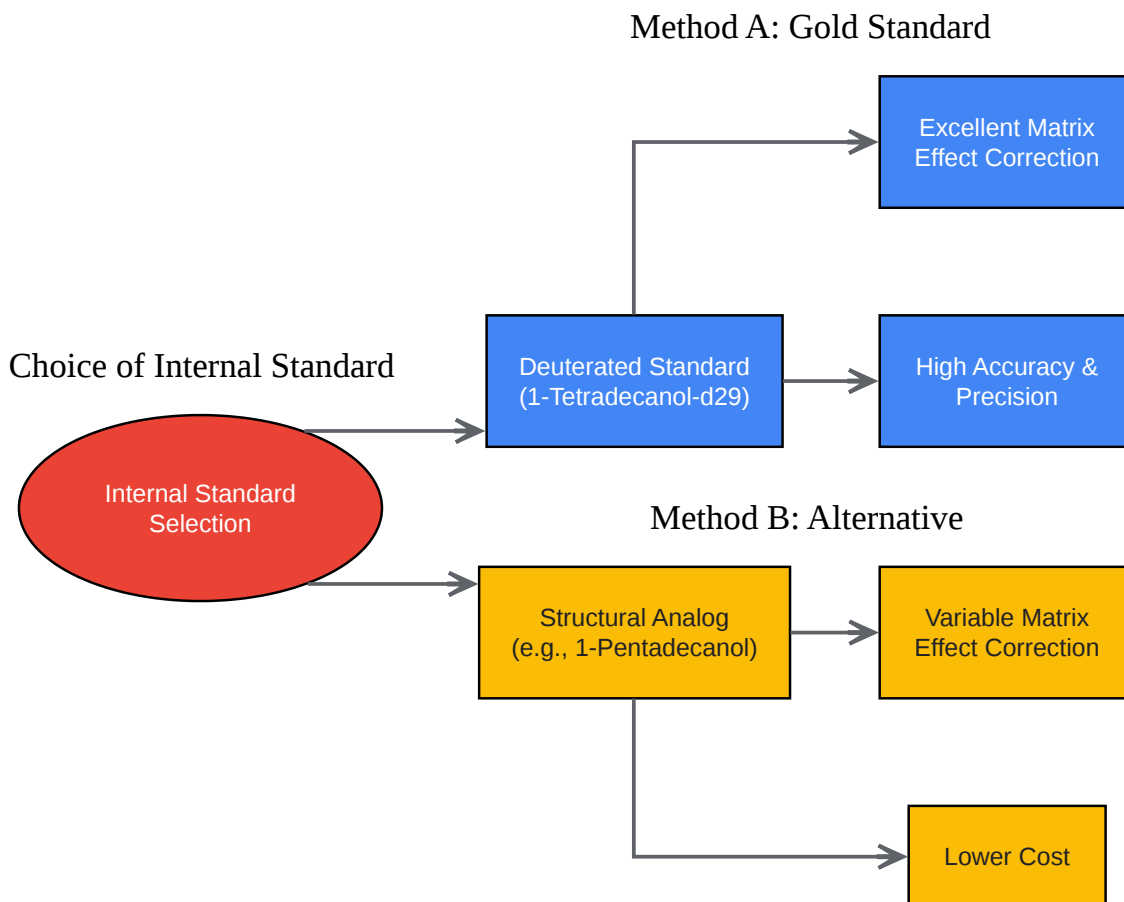 Method A: Gold Standard
Excellent Matrix
Effect Correction
Choice of Internal Standard
Deuterated Standard
(1-Tetradecanol-d29)
High Accuracy &
Precision
Internal Standard
Selection
Method B: Alternative
Structural Analog
(e.g., 1-Pentadecanol)
Variable Matrix
Effect Correction
Lower Cost